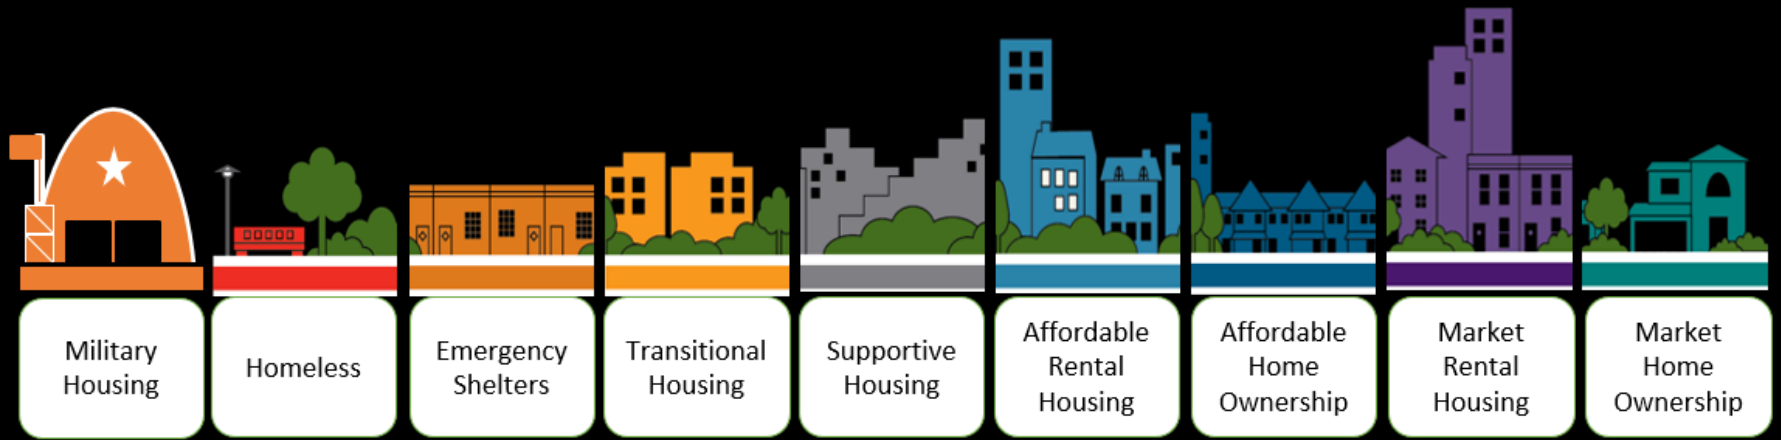 Military
Housing
Homeless
Emergency
Shelters
Transitional
Housing
Supportive
Housing
Affordable
Rental
Housing
Affordable
Home
Ownership
Market
Rental
Housing
Market
Home
Ownership